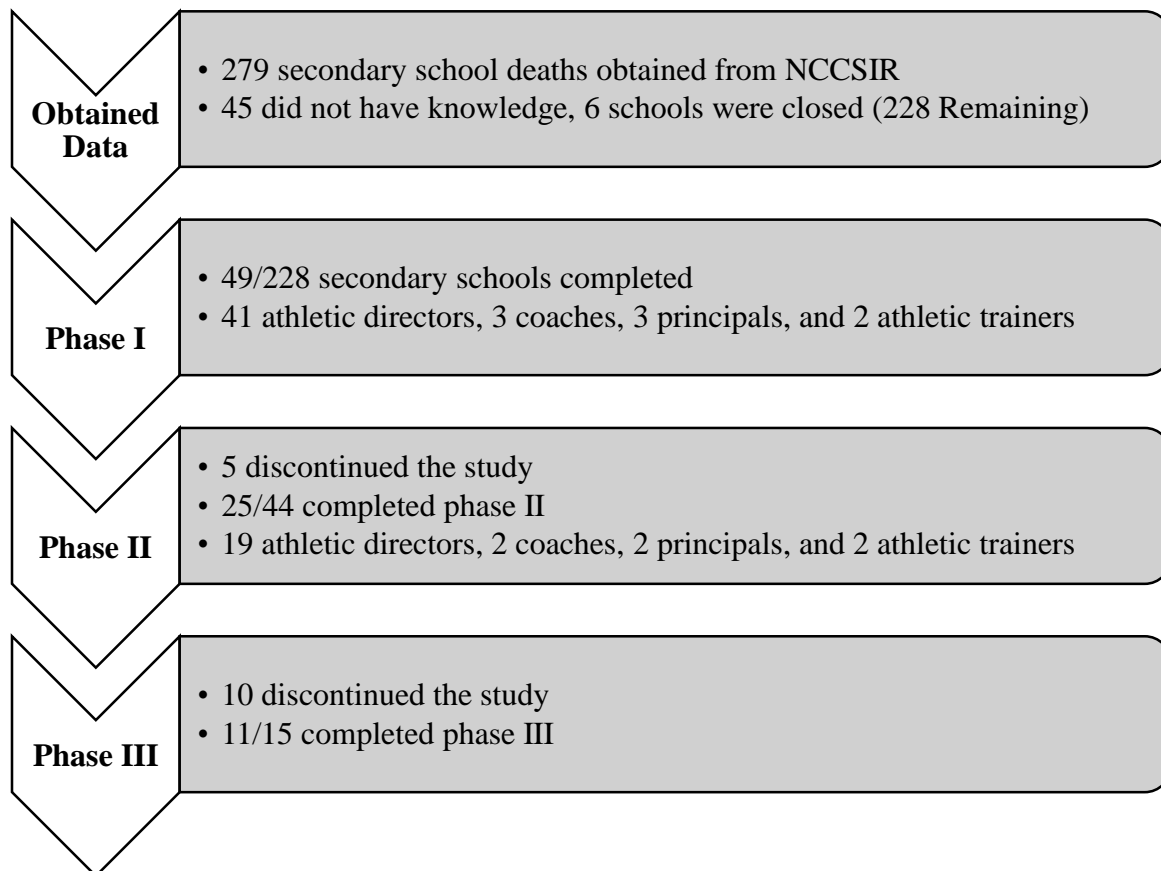 Obtained
Data
• 279 secondary school deaths obtained from NCCSIR
• 45 did not have knowledge, 6 schools were closed (228 Remaining)
Phase I
• 49/228 secondary schools completed
• 41 athletic directors, 3 coaches, 3 principals, and 2 athletic trainers
Phase II
• 5 discontinued the study
• 25/44 completed phase II
• 19 athletic directors, 2 coaches, 2 principals, and 2 athletic trainers
Phase III
• 10 discontinued the study
• 11/15 completed phase III